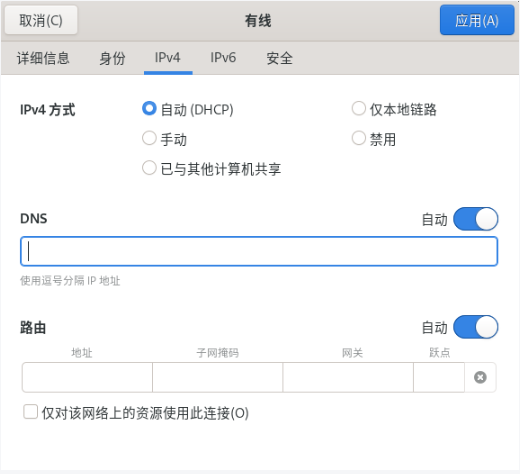 取消(C) 有线 应用(A)
详细信息 身份 IPv4 IPv6 安全
IPv4 方式 自动 (DHCP) 仅本地链路
手动 禁用
已与其他计算机共享
DNS 自动
使用逗号分隔 IP 地址
路由 自动
地址 子网掩码 网关 跃点
仅对该网络上的资源使用此连接(O)